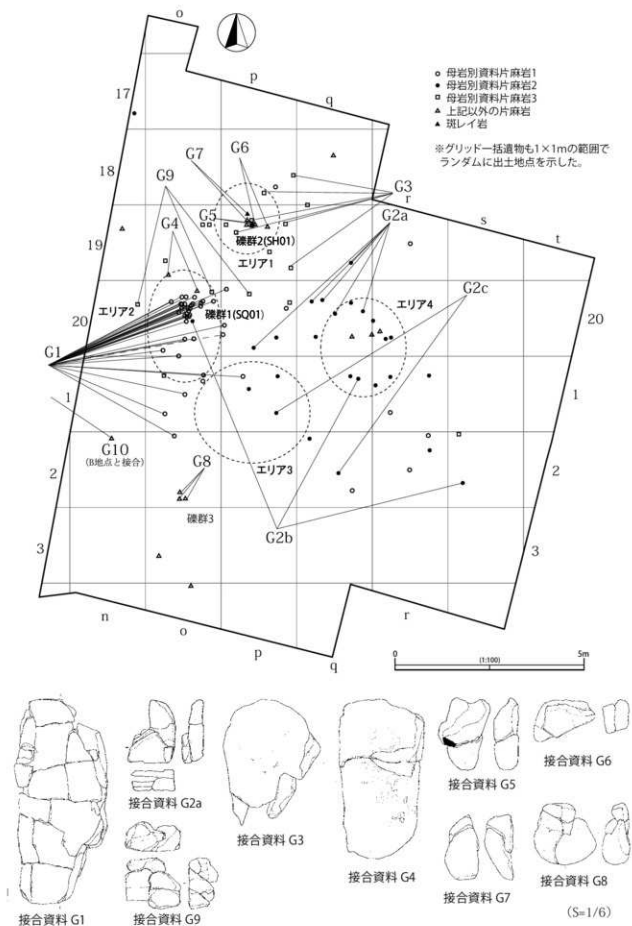 o
p
q
r
s
t
17
18
19
20
1
2
3
20
1
2
3
n
o
p
q
r
○ 母岩別資料片麻岩1
● 母岩別資料片麻岩2
□ 母岩別資料片麻岩3
△ 上記以外の片麻岩
▲ 斑レイ岩
※グリッド一括遺物も1×1mの範囲で
ランダムに出土地点を示した。
G7
G6
G9
G4
G5
G3
G2a
G2c
礫群2(SH01)
エリア1
エリア2
礫群1(SQ01)
エリア4
G1
G10
(B地点と接合)
エリア3
G8
礫群3
G2b
0
(1:100)
5m
接合資料 G1
接合資料 G2a
接合資料 G9
接合資料 G3
接合資料 G4
接合資料 G5
接合資料 G6
接合資料 G7
接合資料 G8
(S=1/6)